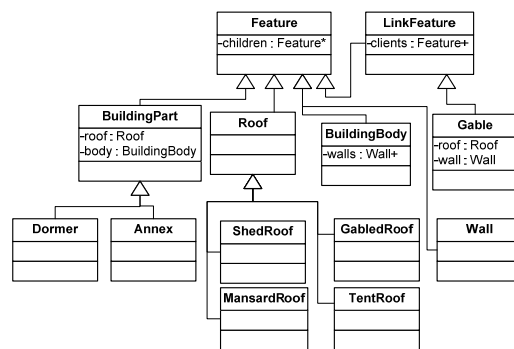 Feature
-children : Feature*
LinkFeature
-clients : Feature+
BuildingPart
-roof : Roof
-body : BuildingBody
Roof
BuildingBody
-walls : Wall+
Gable
-roof : Roof
-wall : Wall
Dormer
Annex
ShedRoof
GabledRoof
Wall
MansardRoof
TentRoof